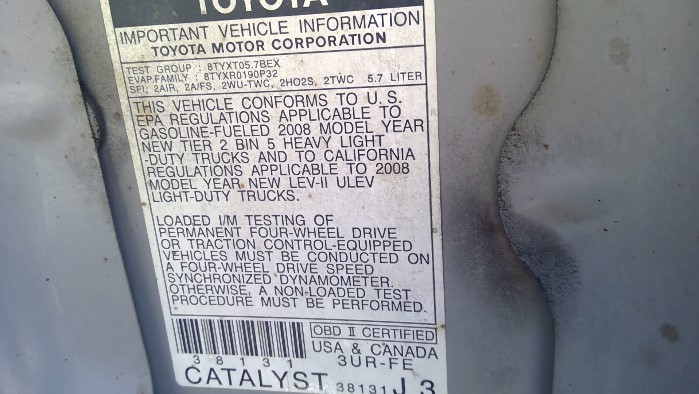 TOYOTA
IMPORTANT VEHICLE INFORMATION
TOYOTA MOTOR CORPORATION
TEST GROUP : 8TYXT05.7BEX
EVAP.FAMILY : 8TYXR0190P32
SFI, 2AIR, 2A/FS, 2WU-TWC, 2HO2S, 2TWC 5.7 LITER
THIS VEHICLE CONFORMS TO U.S.
EPA REGULATIONS APPLICABLE TO
GASOLINE-FUELED 2008 MODEL YEAR
NEW TIER 2 BIN 5 HEAVY LIGHT
-DUTY TRUCKS AND TO CALIFORNIA
REGULATIONS APPLICABLE TO 2008
MODEL YEAR NEW LEV-II ULEV
LIGHT-DUTY TRUCKS.
LOADED I/M TESTING OF
PERMANENT FOUR-WHEEL DRIVE
OR TRACTION CONTROL-EQUIPPED
VEHICLES MUST BE CONDUCTED ON
A FOUR-WHEEL DRIVE SPEED
SYNCHRONIZED DYNAMOMETER.
OTHERWISE, A NON-LOADED TEST
PROCEDURE MUST BE PERFORMED.
OBD II CERTIFIED
38131
USA & CANADA
3UR-FE
CATALYST 38131 J 3